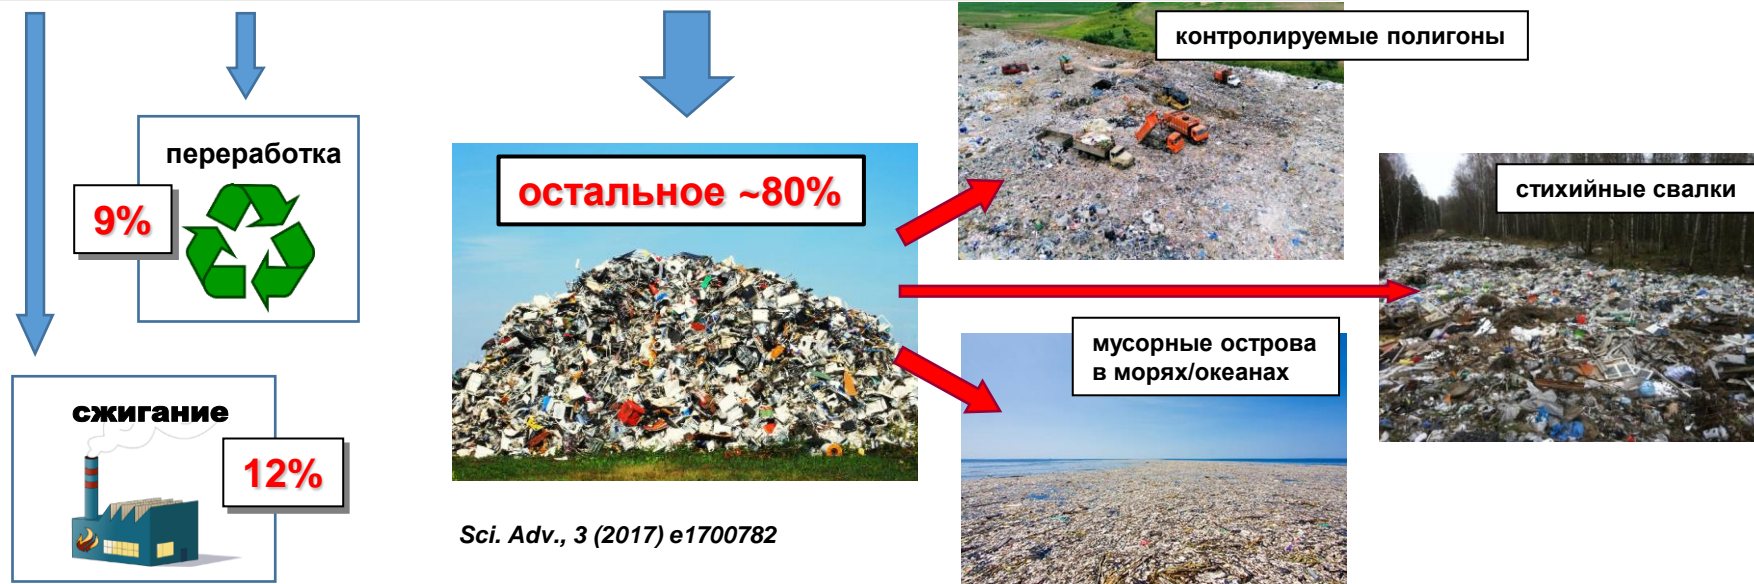 контролируемые полигоны
переработка
9%
остальное ~80%
стихийные свалки
мусорные острова
в морях/океанах
сжигание
12%
Sci. Adv., 3 (2017) e1700782